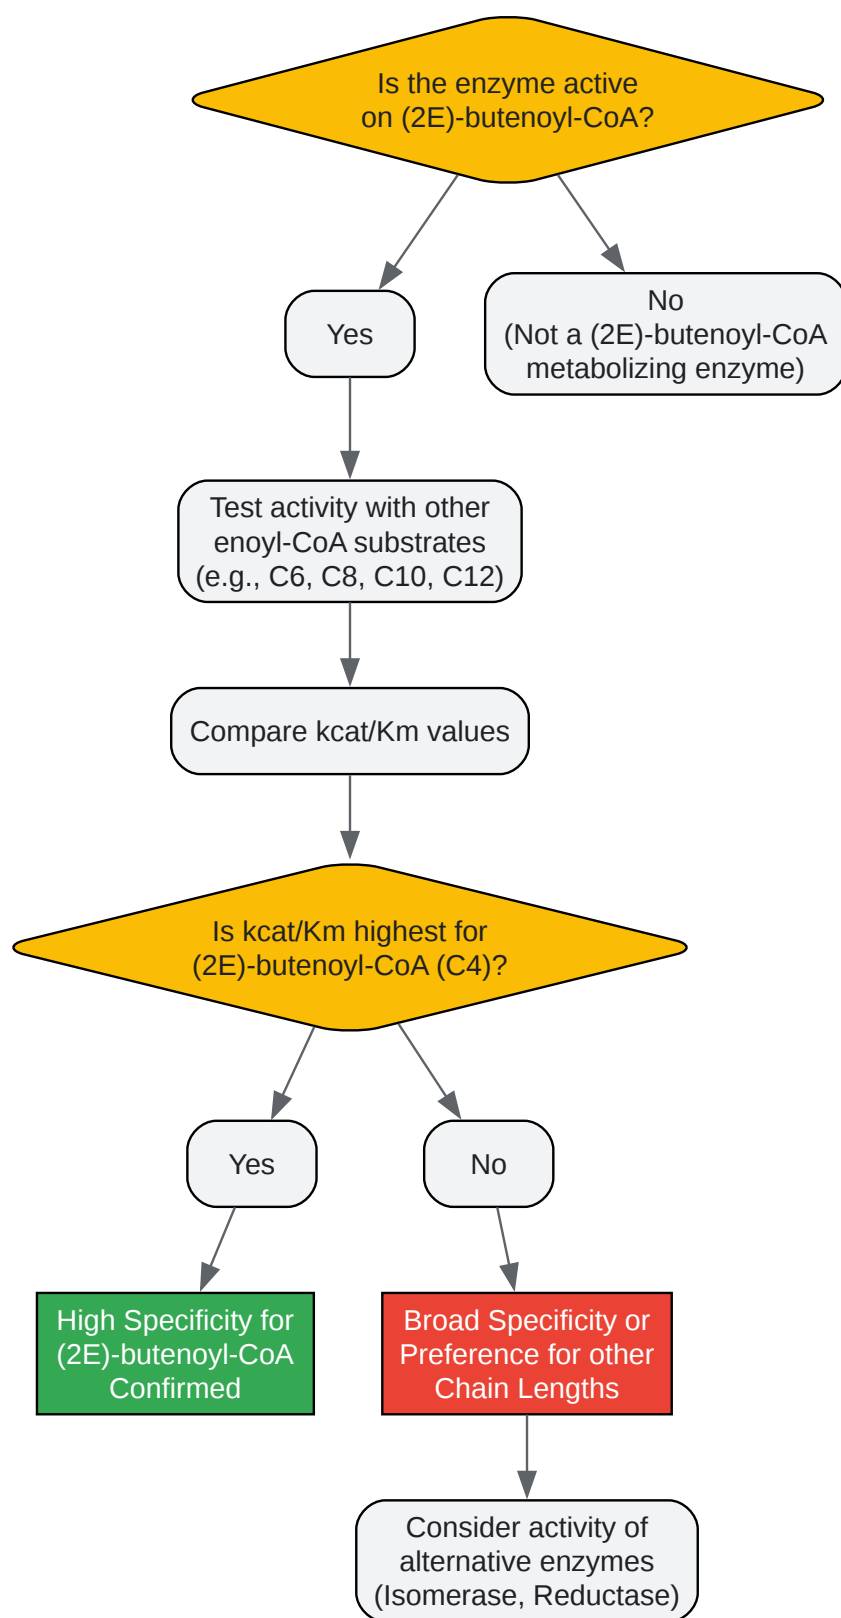 Is the enzyme active
on (2E)-butenoyl-CoA?
Yes
No
(Not a (2E)-butenoyl-CoA
metabolizing enzyme)
Test activity with other
enoyl-CoA substrates
(e.g., C6, C8, C10, C12)
Compare kcat/Km values
Is kcat/Km highest for
(2E)-butenoyl-CoA (C4)?
Yes
No
High Specificity for
(2E)-butenoyl-CoA
Confirmed
Broad Specificity or
Preference for other
Chain Lengths
Consider activity of
alternative enzymes
(Isomerase, Reductase)